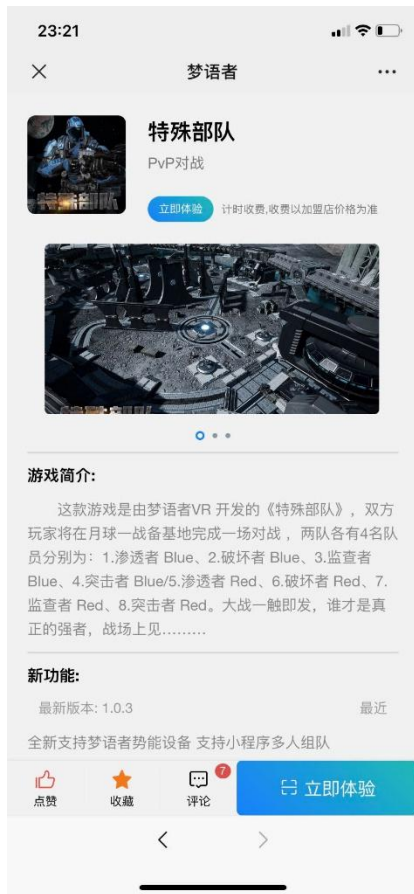 23:21
梦语者
特殊部队
特殊部队
PvP对战
立即体验 计时收费,收费以加盟店价格为准
特殊部队
游戏简介:
这款游戏是由梦语者VR 开发的《特殊部队》，双方
玩家将在月球一战备基地完成一场对战 ，两队各有4名队
员分别为：1.渗透者 Blue、2.破坏者 Blue、3.监查者
Blue、4.突击者 Blue/5.渗透者 Red、6.破坏者 Red、7.
监查者 Red、8.突击者 Red。大战一触即发，谁才是真
正的强者，战场上见………
新功能:
最新版本: 1.0.3 最近
全新支持梦语者势能设备 支持小程序多人组队
点赞 收藏 评论 7 立即体验